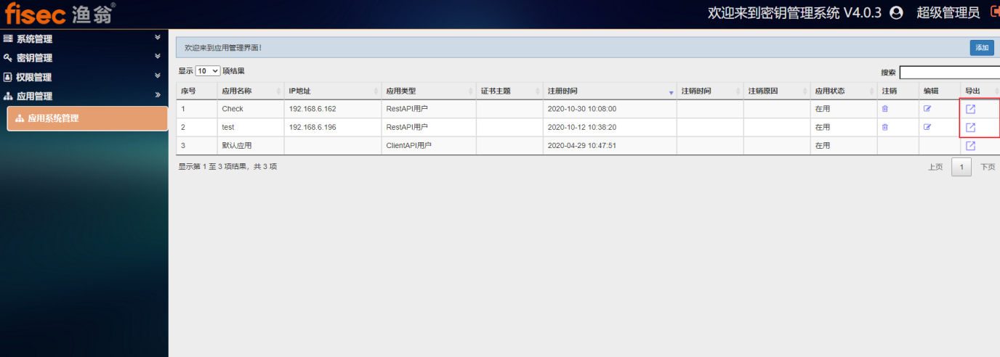 fisec 渔翁®
欢迎来到密钥管理系统 V4.0.3 超级管理员
系统管理
密钥管理
权限管理
应用管理
应用系统管理
欢迎来到应用管理界面！
添加
显示 10 项结果
搜索
序号 应用名称 IP地址 应用类型 证书主题 注册时间 注销时间 注销原因 应用状态 注销 编辑 导出
1 Check 192.168.6.162 RestAPI用户 2020-10-30 10:08:00 在用
2 test 192.168.6.196 RestAPI用户 2020-10-12 10:38:20 在用
3 默认应用 ClientAPI用户 2020-04-29 10:47:51 在用
显示第 1 至 3 项结果，共 3 项
上页 1 下页